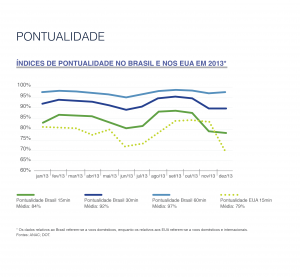 PONTUALIDADE
ÍNDICES DE PONTUALIDADE NO BRASIL E NOS EUA EM 2013*
100%
95%
90%
85%
80%
75%
70%
65%
60%
jan/13 fev/13 mar/13 abr/13 mai/13 jun/13 jul/13 ago/13 set/13 out/13 nov/13 dez/13
Pontualidade Brasil 15min
Média: 84%
Pontualidade Brasil 30min
Média: 92%
Pontualidade Brasil 60min
Média: 97%
Pontualidade EUA 15min
Média: 78%
* Os dados relativos ao Brasil referem-se a voos domésticos, enquanto os relativos aos EUA referem-se a voos domésticos e internacionais.
Fontes: ANAC; DOT.